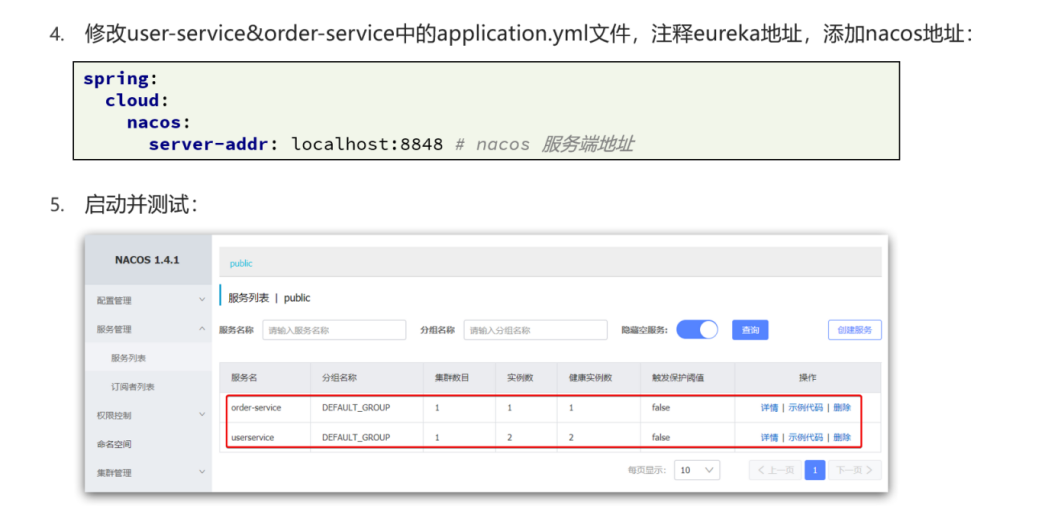 4. 修改user-service&order-service中的application.yml文件，注释eureka地址，添加nacos地址：
spring:
cloud:
nacos:
server-addr: localhost:8848 # nacos 服务端地址
5. 启动并测试：
NACOS 1.4.1
配置管理
服务管理
服务列表
订阅者列表
权限控制
命名空间
集群管理
public
服务列表 | public
服务名称 请输入服务名称 分组名称 请输入分组名称 隐藏空服务: 查询 创建服务
服务名 分组名称 集群数目 实例数 健康实例数 触发保护阈值 操作
order-service DEFAULT_GROUP 1 1 1 false 详情 | 示例代码 | 删除
userservice DEFAULT_GROUP 1 2 2 false 详情 | 示例代码 | 删除
每页显示: 10 < 上一页 1 下一页 >